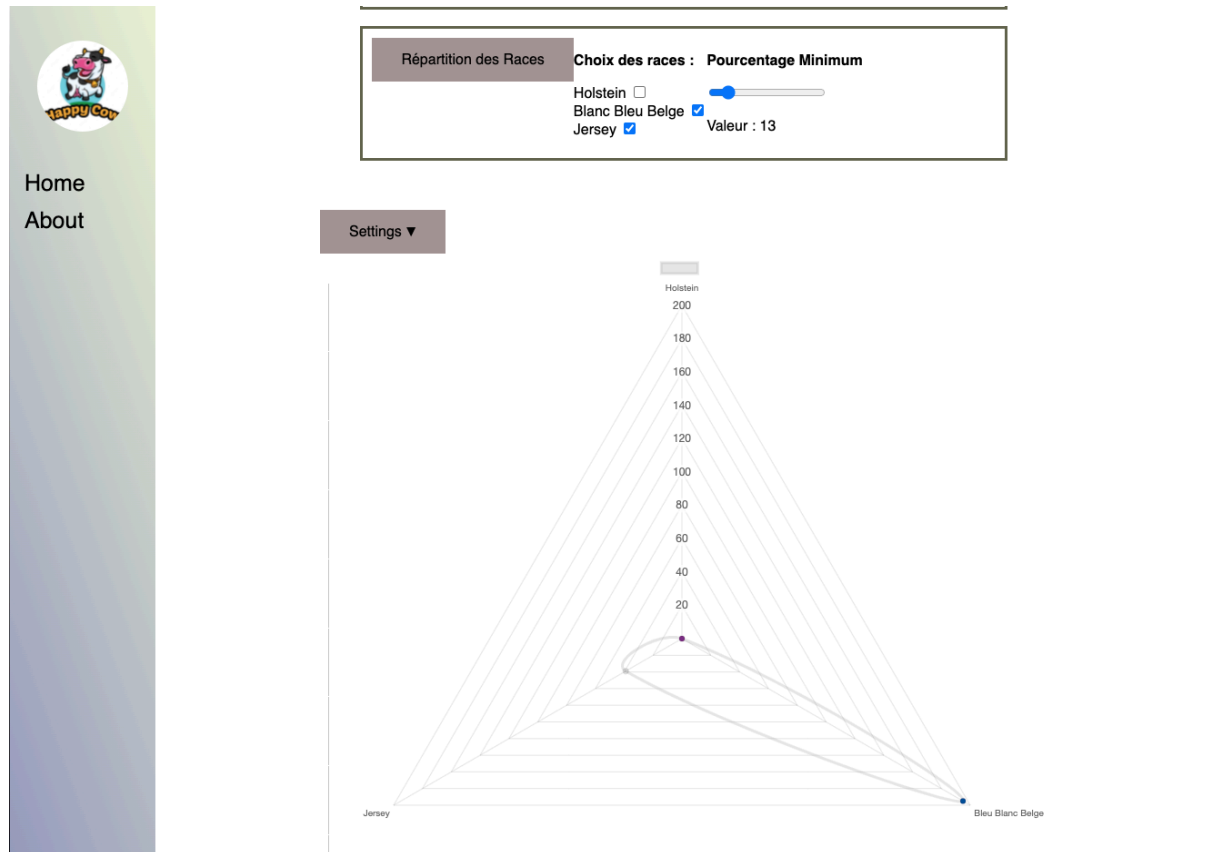 Happy Cow
Home
About
Répartition des Races
Choix des races :
Pourcentage Minimum
Holstein
Blanc Bleu Belge
Jersey
Valeur : 13
Settings ▼
Holstein
200
180
160
140
120
100
80
60
40
20
Jersey
Bleu Blanc Belge